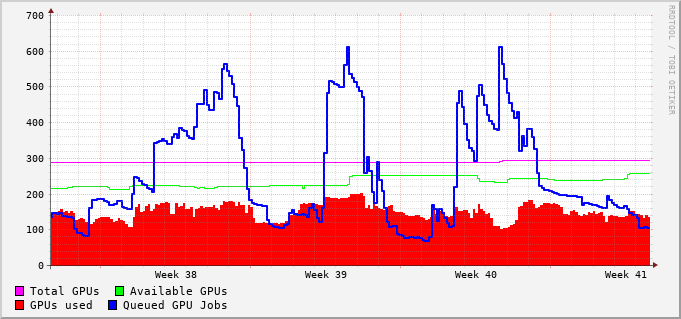 700
600
500
400
300
200
100
0
Week 38 Week 39 Week 40 Week 41
Total GPUs Available GPUs
GPUs used Queued GPU Jobs
RRDTOOL / TOBI OETIKER